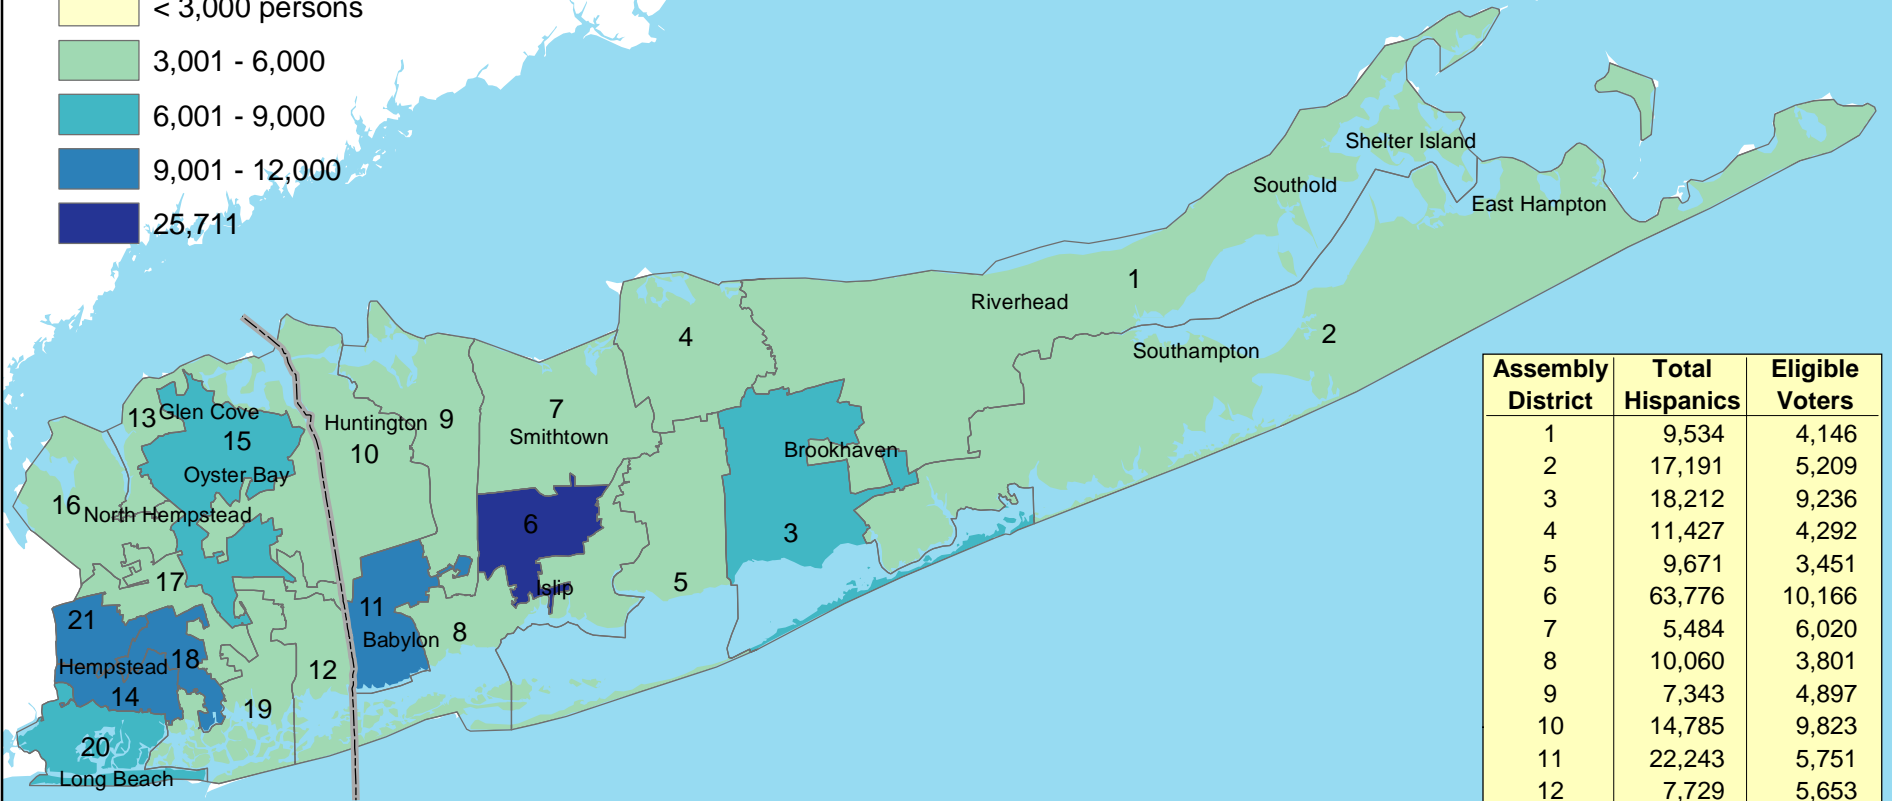 < 3,000 persons
3,001 - 6,000
6,001 - 9,000
9,001 - 12,000
25,711
Shelter Island
Southold
East Hampton
1
Riverhead
2
4
Southampton
13
Glen Cove
Huntington
9
7
Smithtown
15
10
Brookhaven
Oyster Bay
16
North Hempstead
6
3
17
5
Islip
21
11
8
Babylon
Hempstead
18
12
14
19
20
Long Beach
Assembly Total Eligible
District Hispanics Voters
1 9,534 4,146
2 17,191 5,209
3 18,212 9,236
4 11,427 4,292
5 9,671 3,451
6 63,776 10,166
7 5,484 6,020
8 10,060 3,801
9 7,343 4,897
10 14,785 9,823
11 22,243 5,751
12 7,729 5,653